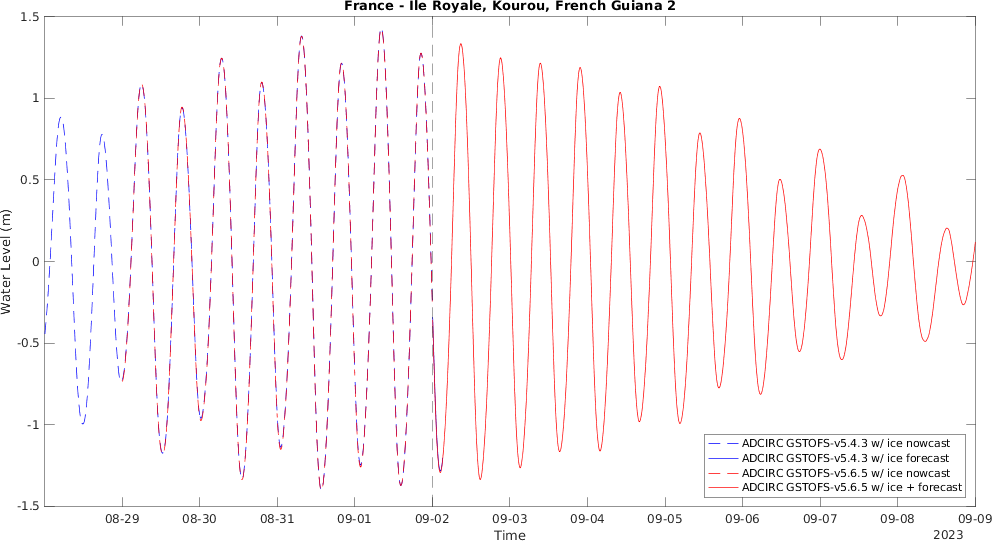 France - Ile Royale, Kourou, French Guiana 2
Water Level (m)
1.5
1
0.5
0
-0.5
-1
-1.5
08-29
08-30
08-31
09-01
09-02
09-03
09-04
09-05
09-06
09-07
09-08
09-09
Time
2023
ADCIRC GSTOFS-v5.4.3 w/ ice nowcast
ADCIRC GSTOFS-v5.4.3 w/ ice forecast
ADCIRC GSTOFS-v5.6.5 w/ ice nowcast
ADCIRC GSTOFS-v5.6.5 w/ ice + forecast